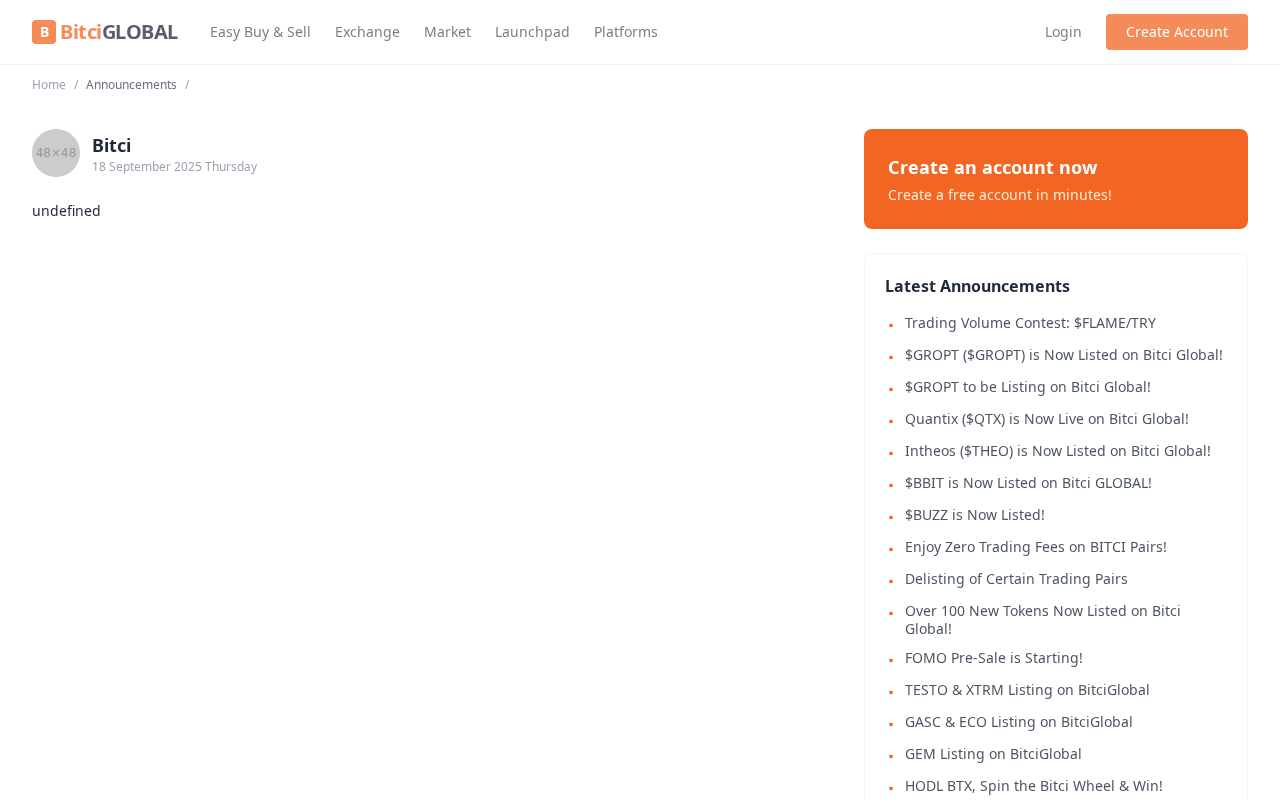 B BitciGLOBAL Easy Buy & Sell Exchange Market Launchpad Platforms Login Create Account
Home / Announcements /
48×48
Bitci
18 September 2025 Thursday
undefined
Create an account now
Create a free account in minutes!
Latest Announcements
Trading Volume Contest: $FLAME/TRY
$GROPT ($GROPT) is Now Listed on Bitci Global!
$GROPT to be Listing on Bitci Global!
Quantix ($QTX) is Now Live on Bitci Global!
Intheos ($THEO) is Now Listed on Bitci Global!
$BBIT is Now Listed on Bitci GLOBAL!
$BUZZ is Now Listed!
Enjoy Zero Trading Fees on BITCI Pairs!
Delisting of Certain Trading Pairs
Over 100 New Tokens Now Listed on Bitci
Global!
FOMO Pre-Sale is Starting!
TESTO & XTRM Listing on BitciGlobal
GASC & ECO Listing on BitciGlobal
GEM Listing on BitciGlobal
HODL BTX, Spin the Bitci Wheel & Win!